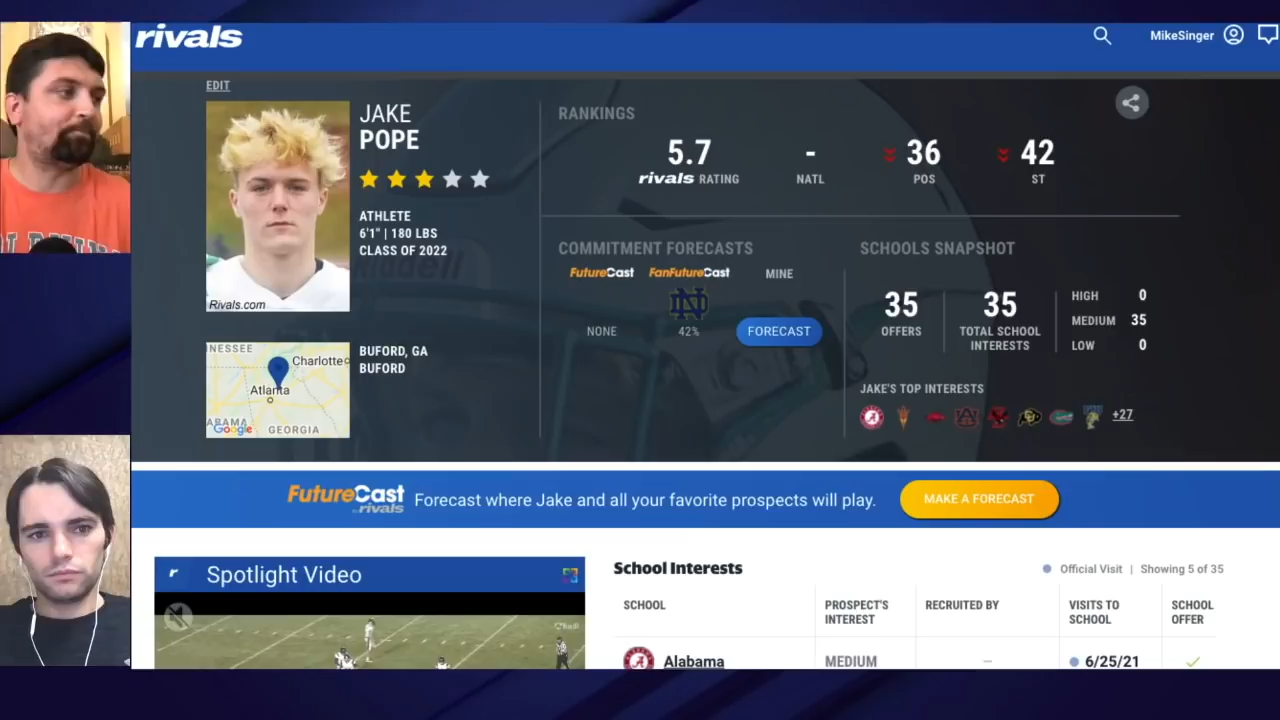 rivals
MikeSinger
EDIT
JAKE
POPE
ATHLETE
6'1" | 180 LBS
CLASS OF 2022
Rivals.com
NESSEE
Charlotte
Atlanta
ABAMA
Google
GEORGIA
BUFORD, GA
BUFORD
RANKINGS
5.7
rivals RATING
-
NATL
36
POS
42
ST
COMMITMENT FORECASTS
FutureCast
FanFutureCast
MINE
NONE
42%
FORECAST
SCHOOLS SNAPSHOT
35
OFFERS
35
TOTAL SCHOOL
INTERESTS
HIGH 0
MEDIUM 35
LOW 0
JAKE'S TOP INTERESTS
+27
FutureCast
by rivals
Forecast where Jake and all your favorite prospects will play.
MAKE A FORECAST
r
Spotlight Video
School Interests
Official Visit | Showing 5 of 35
SCHOOL
PROSPECT'S
INTEREST
RECRUITED BY
VISITS TO
SCHOOL
SCHOOL
OFFER
Alabama
MEDIUM
–
6/25/21